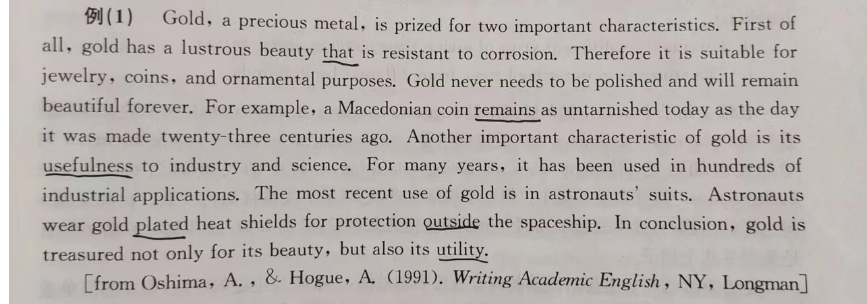 例(1) Gold, a precious metal, is prized for two important characteristics. First of
all, gold has a lustrous beauty that is resistant to corrosion. Therefore it is suitable for
jewelry, coins, and ornamental purposes. Gold never needs to be polished and will remain
beautiful forever. For example, a Macedonian coin remains as untarnished today as the day
it was made twenty-three centuries ago. Another important characteristic of gold is its
usefulness to industry and science. For many years, it has been used in hundreds of
industrial applications. The most recent use of gold is in astronauts' suits. Astronauts
wear gold plated heat shields for protection outside the spaceship. In conclusion, gold is
treasured not only for its beauty, but also its utility.
[from Oshima, A. , & Hogue, A. (1991). Writing Academic English, NY, Longman]